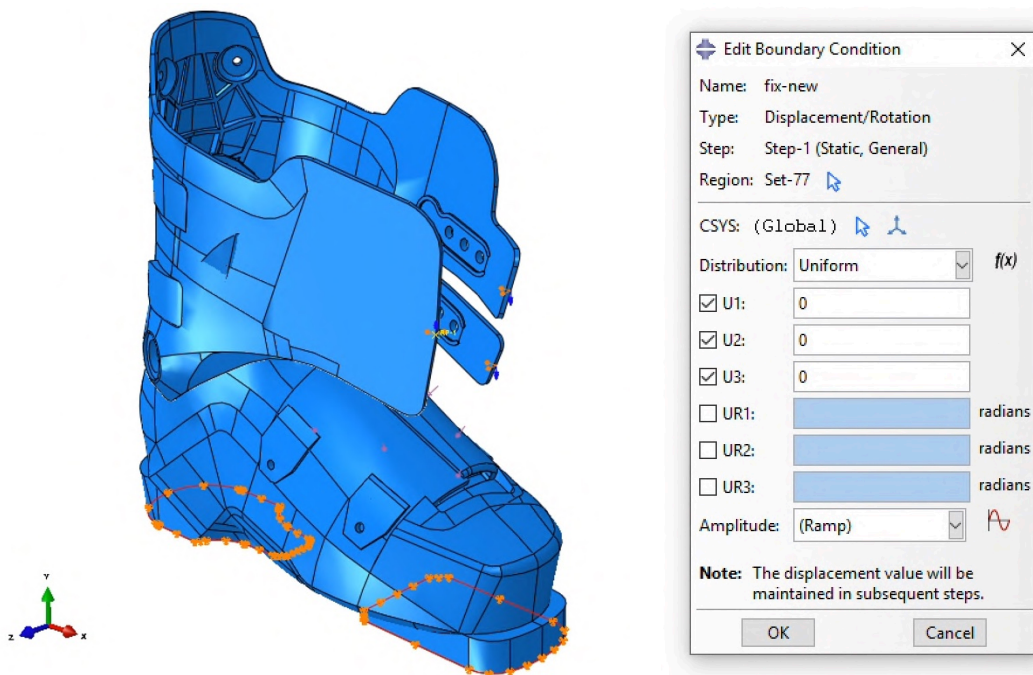 Edit Boundary Condition
Name: fix-new
Type: Displacement/Rotation
Step: Step-1 (Static, General)
Region: Set-77
CSYS: (Global)
Distribution: Uniform f(x)
U1: 0
U2: 0
U3: 0
UR1: radians
UR2: radians
UR3: radians
Amplitude: (Ramp)
Note: The displacement value will be
maintained in subsequent steps.
OK Cancel
Y
Z X